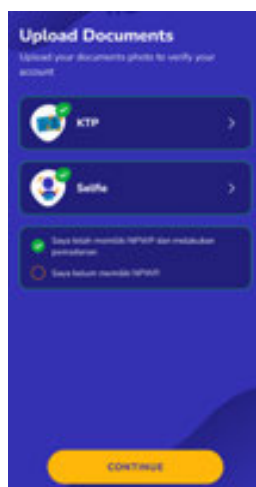 Upload Documents
Upload your documents photo to verify your
account
KTP
Selfie
Saya telah memiliki NPWP dan melakukan
pemadanan
Saya belum memiliki NPWP
CONTINUE